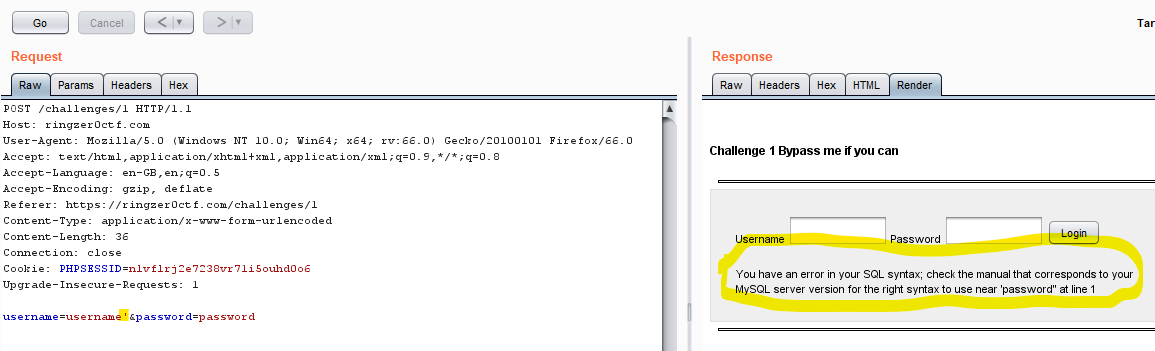 Go Cancel < | ▾ > | ▾ Tar
Request
Raw Params Headers Hex
POST /challenges/1 HTTP/1.1
Host: ringzer0ctf.com
User-Agent: Mozilla/5.0 (Windows NT 10.0; Win64; x64; rv:66.0) Gecko/20100101 Firefox/66.0
Accept: text/html,application/xhtml+xml,application/xml;q=0.9,*/*;q=0.8
Accept-Language: en-GB,en;q=0.5
Accept-Encoding: gzip, deflate
Referer: https://ringzer0ctf.com/challenges/1
Content-Type: application/x-www-form-urlencoded
Content-Length: 36
Connection: close
Cookie: PHPSESSID=nlvflrj2e7238vr7li5ouhd0o6
Upgrade-Insecure-Requests: 1
username=username'&password=password
Response
Raw Headers Hex HTML Render
Challenge 1 Bypass me if you can
Username Password Login
You have an error in your SQL syntax; check the manual that corresponds to your
MySQL server version for the right syntax to use near 'password'' at line 1